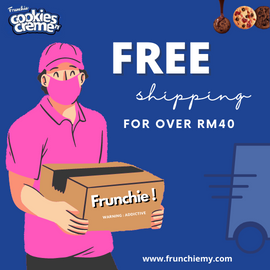 Frunchie
cookies
creme
FREE
shipping
FOR OVER RM40
Frunchie !
WARNING : ADDICTIVE
www.frunchiemy.com